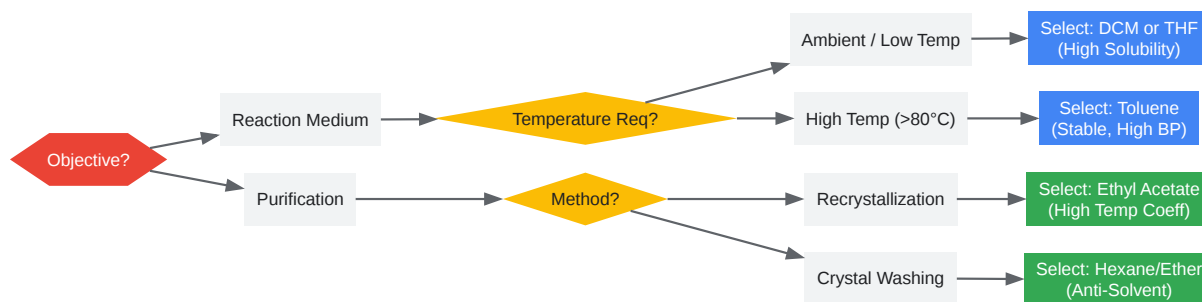 Objective?
Reaction Medium
Purification
Temperature Req?
Method?
Ambient / Low Temp
High Temp (>80°C)
Recrystallization
Crystal Washing
Select: DCM or THF
(High Solubility)
Select: Toluene
(Stable, High BP)
Select: Ethyl Acetate
(High Temp Coeff)
Select: Hexane/Ether
(Anti-Solvent)